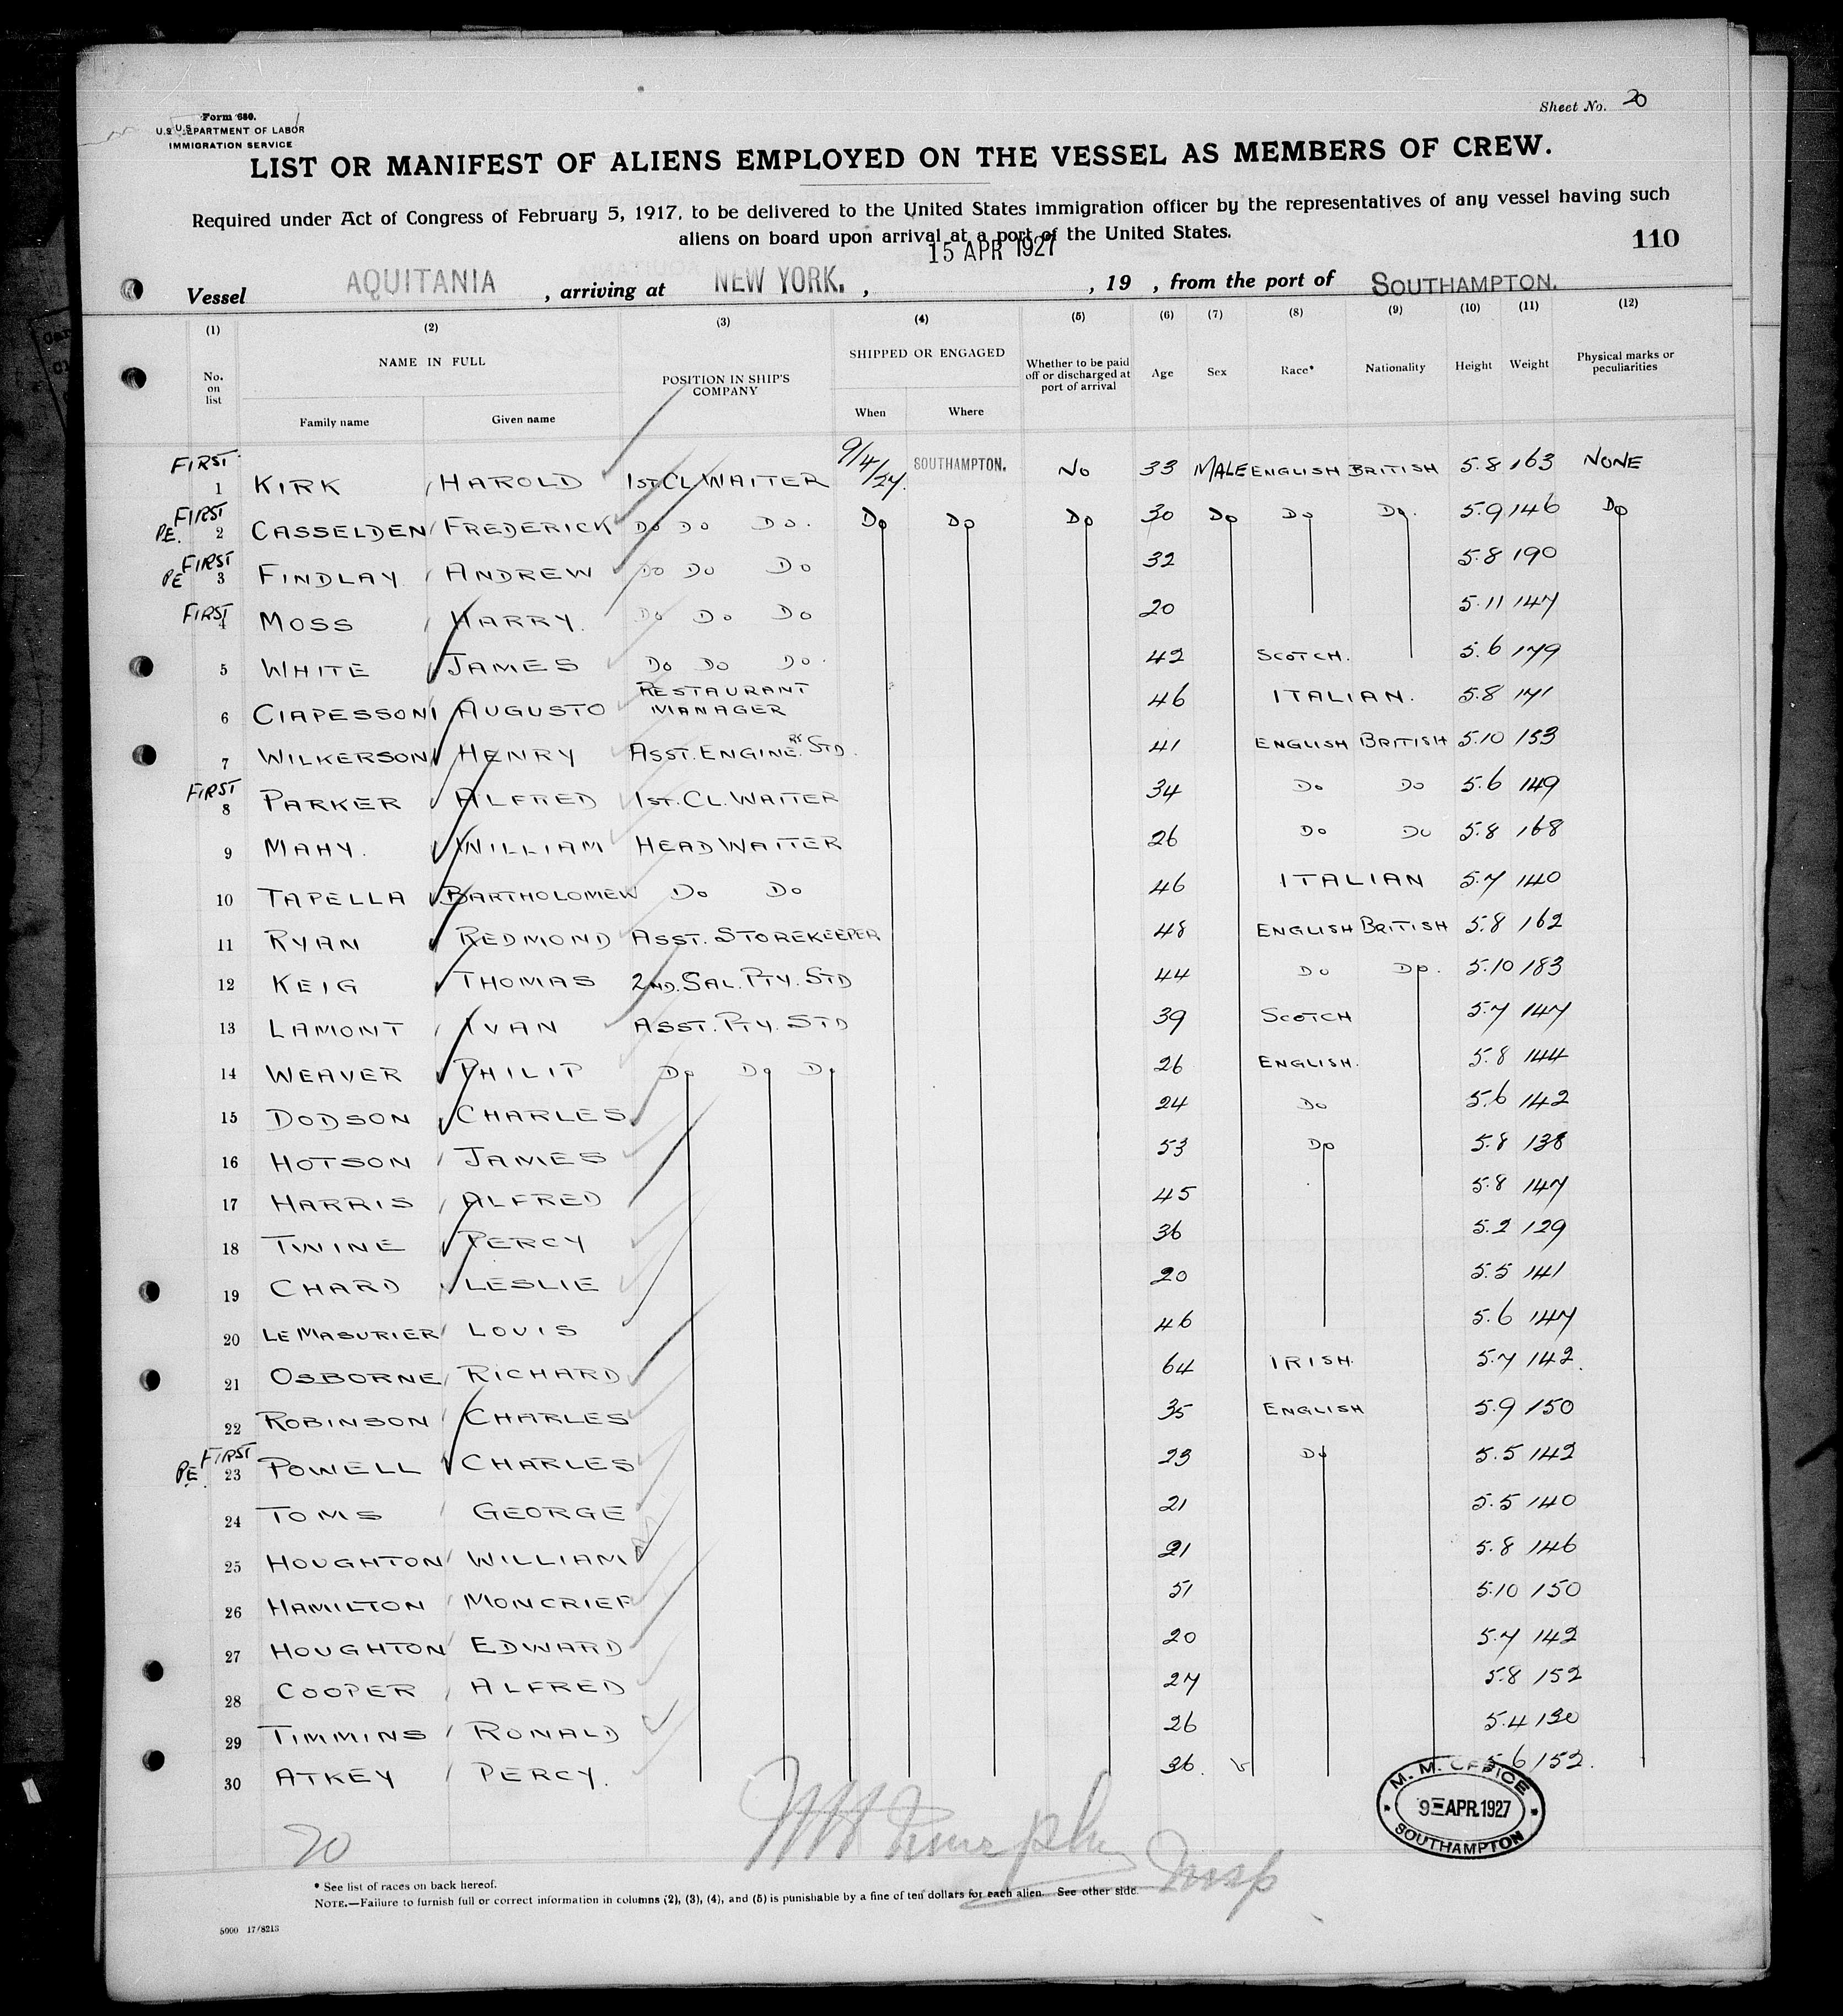 Sheet No. 20
Form 680.
U.S. DEPARTMENT OF LABOR
IMMIGRATION SERVICE
LIST OR MANIFEST OF ALIENS EMPLOYED ON THE VESSEL AS MEMBERS OF CREW.
Required under Act of Congress of February 5, 1917, to be delivered to the United States immigration officer by the representatives of any vessel having such
aliens on board upon arrival at a port of the United States.
110
15 APR 1927
Vessel AQUITANIA, arriving at NEW YORK. , , 19 , from the port of SOUTHAMPTON.
(1) (2) (3) (4) (5) (6) (7) (8) (9) (10) (11) (12)
No. on list NAME IN FULL Family name Given name POSITION IN SHIP'S COMPANY SHIPPED OR ENGAGED When Where Whether to be paid off or discharged at port of arrival Age Sex Race* Nationality Height Weight Physical marks or peculiarities
FIRST 1 KIRK HAROLD 1ST CL WAITER 9/4/27. SOUTHAMPTON. NO 33 MALE ENGLISH BRITISH 5.8 163 NONE
PE. FIRST 2 CASSELDEN FREDERICK DO DO DO. DO DO DO 30 DO DO DO. 5.9 146 DO
PE FIRST 3 FINDLAY ANDREW DO DO DO 32 5.8 190
FIRST 4 MOSS HARRY. DO DO DO 20 5.11 147
5 WHITE JAMES DO DO DO. 42 SCOTCH. 5.6 179
6 CIAPESSONI AUGUSTO RESTAURANT MANAGER 46 ITALIAN. 5.8 171
7 WILKERSON HENRY ASST. ENGINE.RS STD. 41 ENGLISH BRITISH 5.10 153
FIRST 8 PARKER ALFRED 1ST. CL. WAITER 34 DO DO 5.6 149
9 MAHY. WILLIAM HEAD WAITER 26 DO DO 5.8 168
10 TAPELLA BARTHOLOMEW DO DO 46 ITALIAN 5.7 140
11 RYAN REDMOND ASST. STOREKEEPER 48 ENGLISH BRITISH 5.8 162
12 KEIG THOMAS 2ND. SAL. PTY. STD 44 DO DO. 5.10 183
13 LAMONT IVAN ASST. PTY. STD 39 SCOTCH 5.7 147
14 WEAVER PHILIP DO DO DO 26 ENGLISH. 5.8 144
15 DODSON CHARLES 24 DO 5.6 142
16 HOTSON JAMES 53 DO 5.8 138
17 HARRIS ALFRED 45 5.8 147
18 TWINE PERCY 36 5.2 129
19 CHARD LESLIE 20 5.5 141
20 LE MASURIER LOUIS 46 5.6 147
21 OSBORNE RICHARD 64 IRISH. 5.7 142.
22 ROBINSON CHARLES 35 ENGLISH 5.9 150
PE. FIRST 23 POWELL CHARLES 23 DO 5.5 142
24 TOMS GEORGE 21 5.5 140
25 HOUGHTON WILLIAM 21 5.8 146
26 HAMILTON MONCRIEF 51 5.10 150
27 HOUGHTON EDWARD 20 5.7 142
28 COOPER ALFRED 27 5.8 152
29 TIMMINS RONALD 26 5.4 130
30 ATKEY PERCY. 36. 5.6 152.
M. M. OFFICE
9 APR. 1927
SOUTHAMPTON
Murphy
Insp
* See list of races on back hereof.
NOTE.—Failure to furnish full or correct information in columns (2), (3), (4), and (5) is punishable by a fine of ten dollars for each alien. See other side.
5000 17/8213